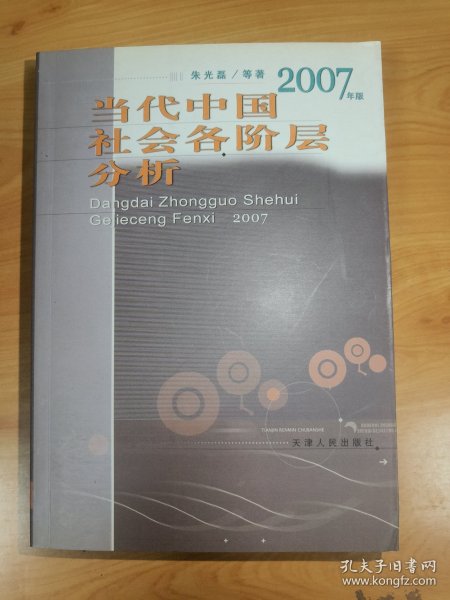 朱光磊/等著
2007年版
当代中国
社会各阶层
分析
Dangdai Zhongguo Shehui
Gejieceng Fenxi 2007
TIANJIN RENMIN CHUBANSHE
天津人民出版社
孔夫子旧书网
www.kongfz.com